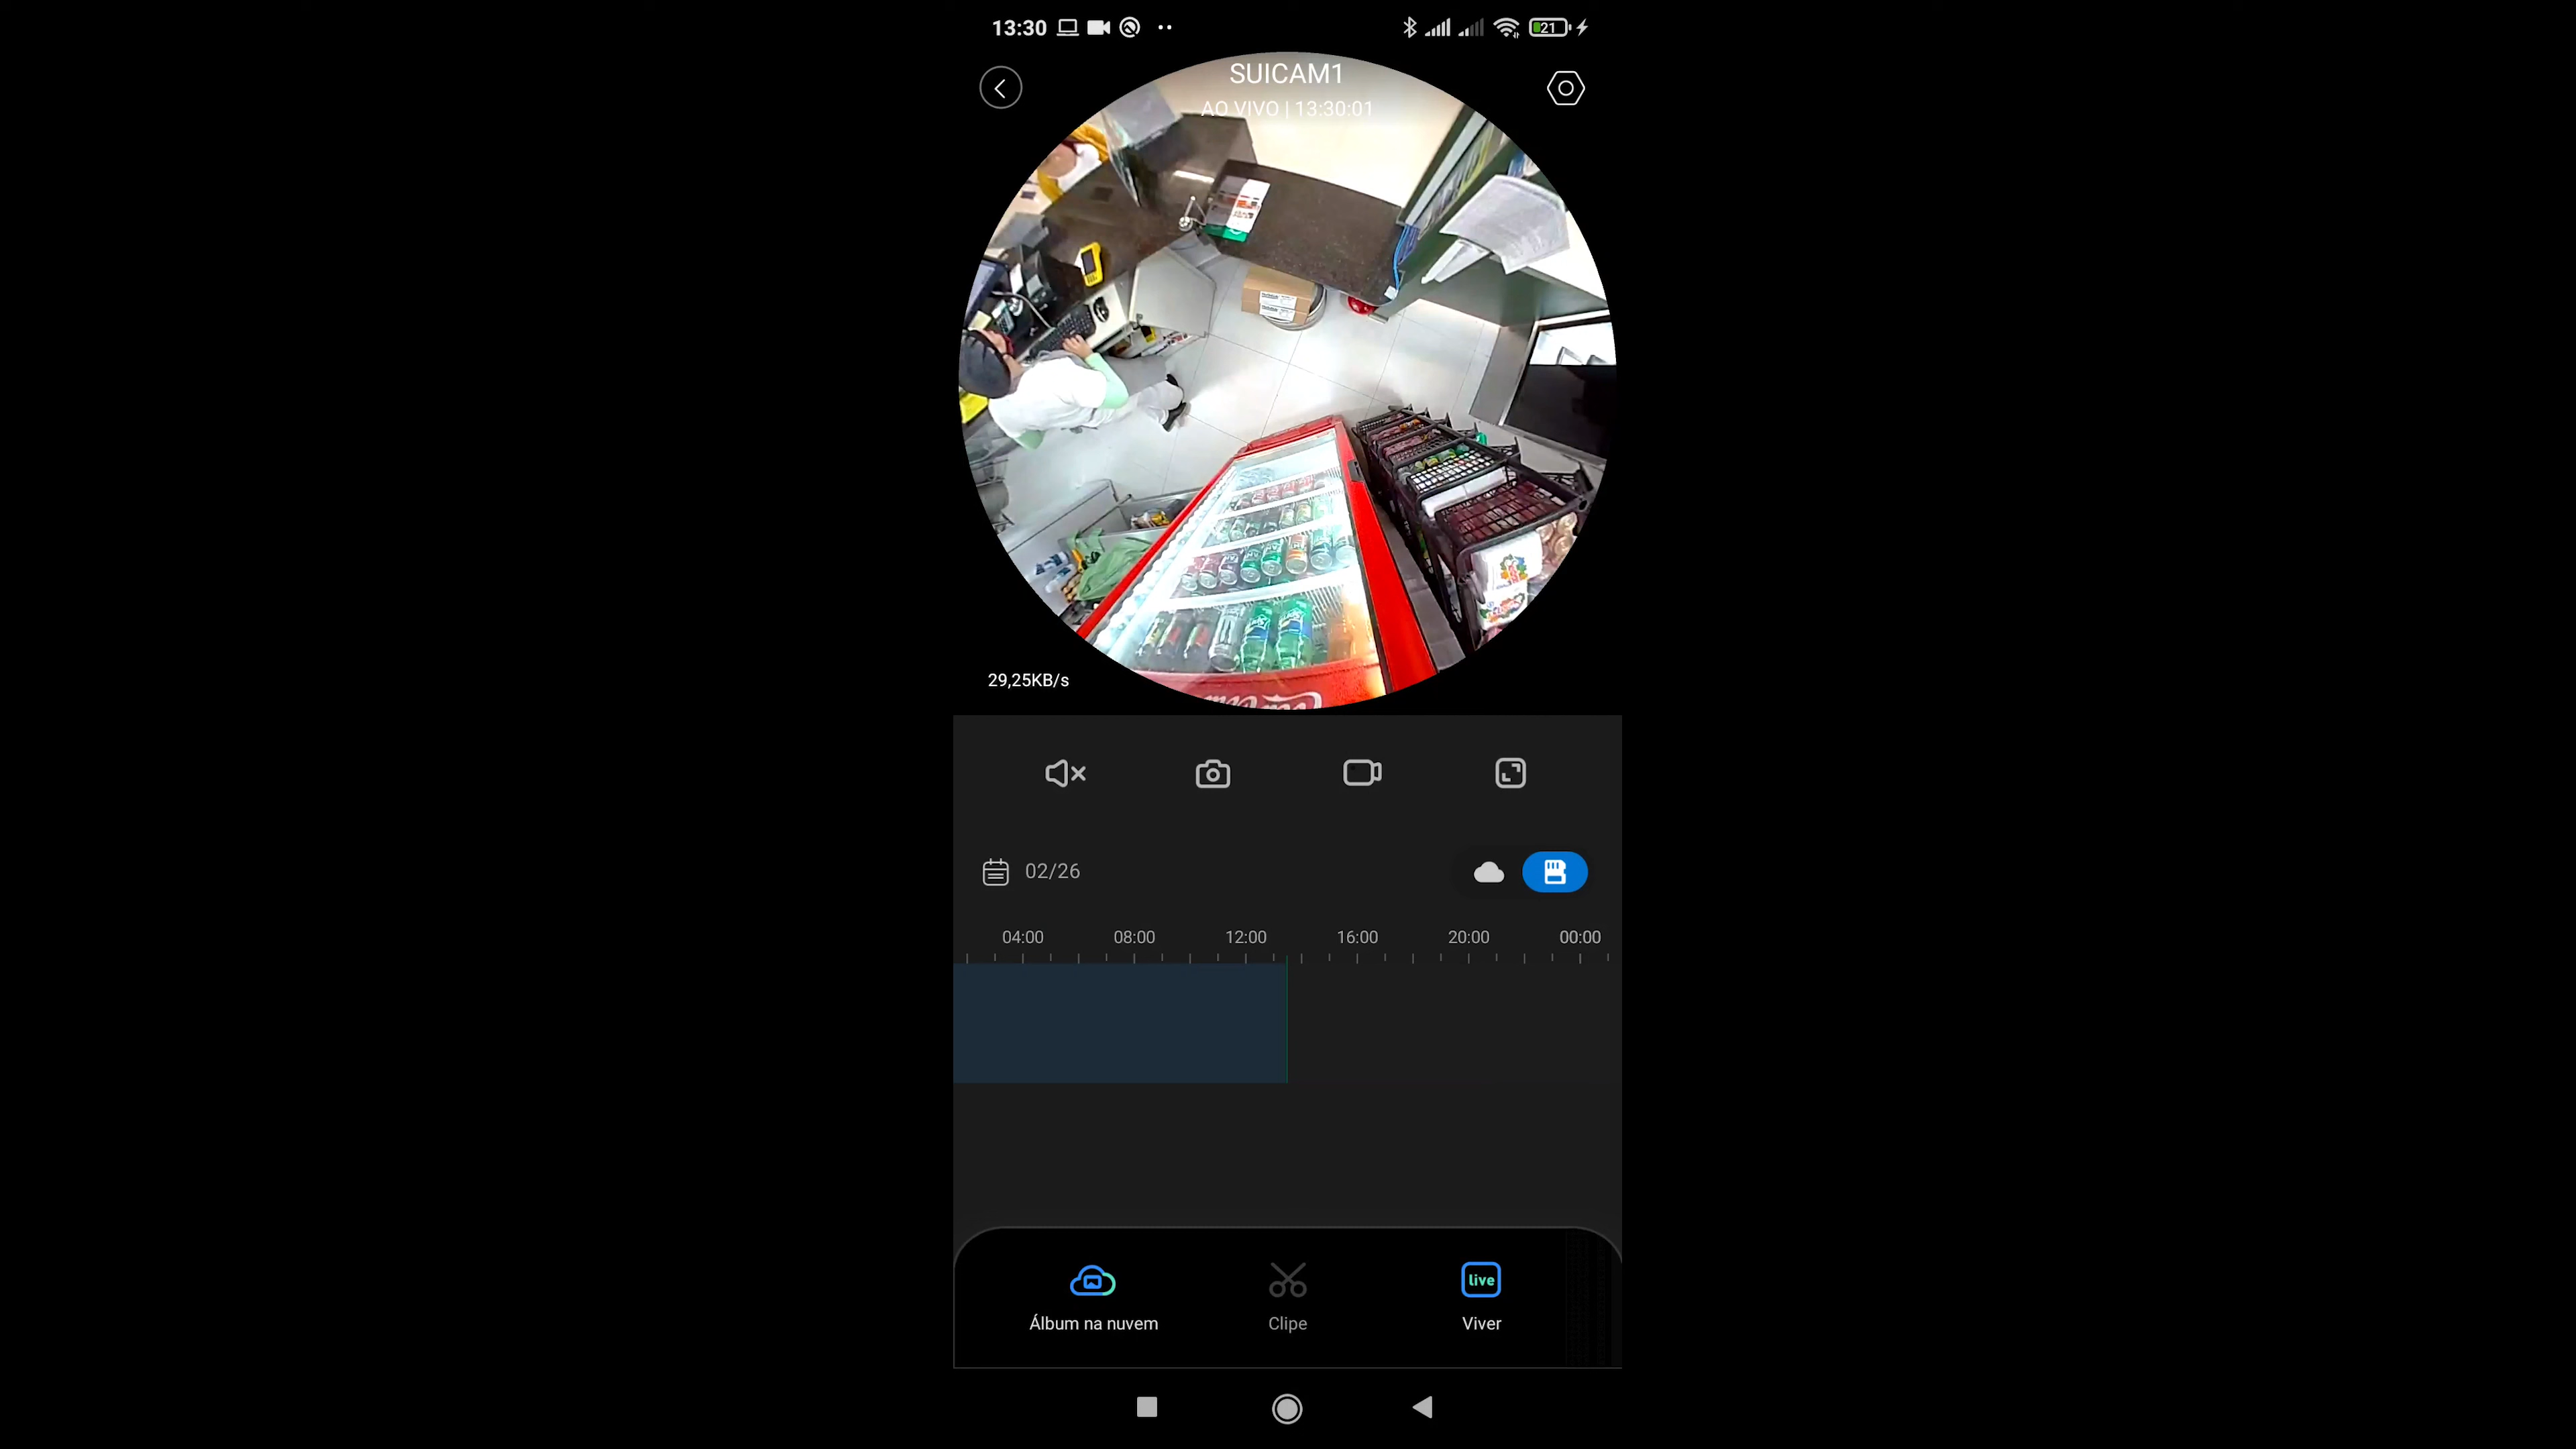 13:30
21
SUICAM1
AO VIVO | 13:30:01
29,25KB/s
02/26
04:00 08:00 12:00 16:00 20:00 00:00
live
Álbum na nuvem Clipe Viver